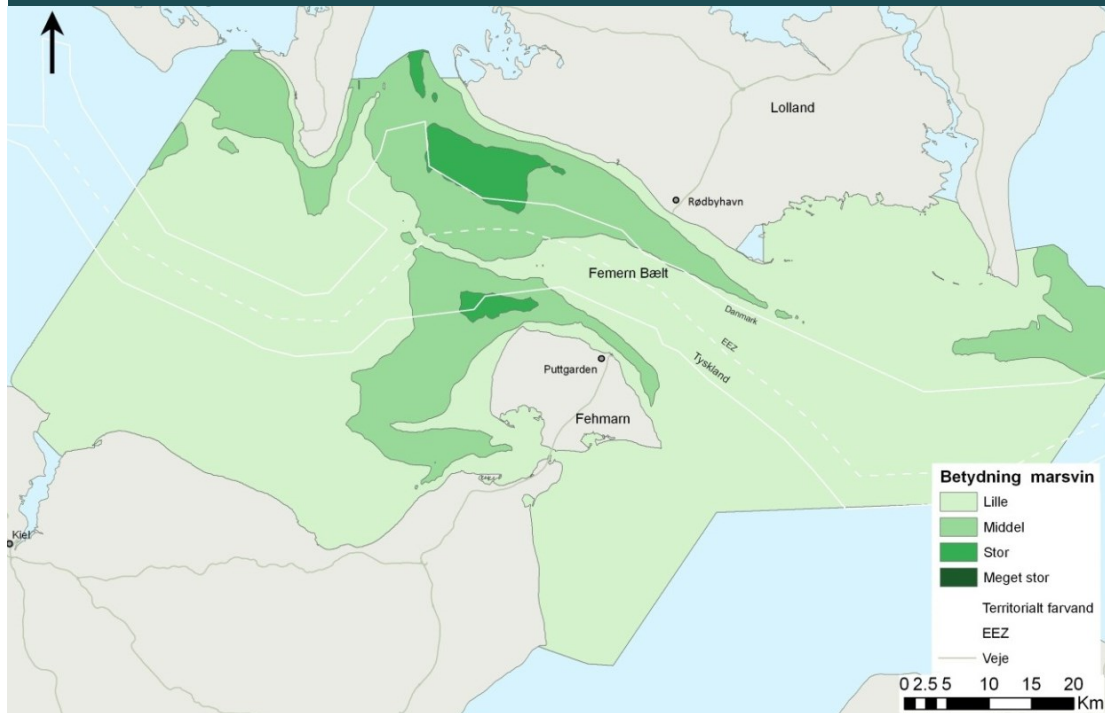 Lolland
Rødbyhavn
Femern Bælt
Danmark
EEZ
Tyskland
Puttgarden
Fehmarn
Kiel
Betydning marsvin
Lille
Middel
Stor
Meget stor
Territorialt farvand
EEZ
Veje
0 2.5 5 10 15 20
Km